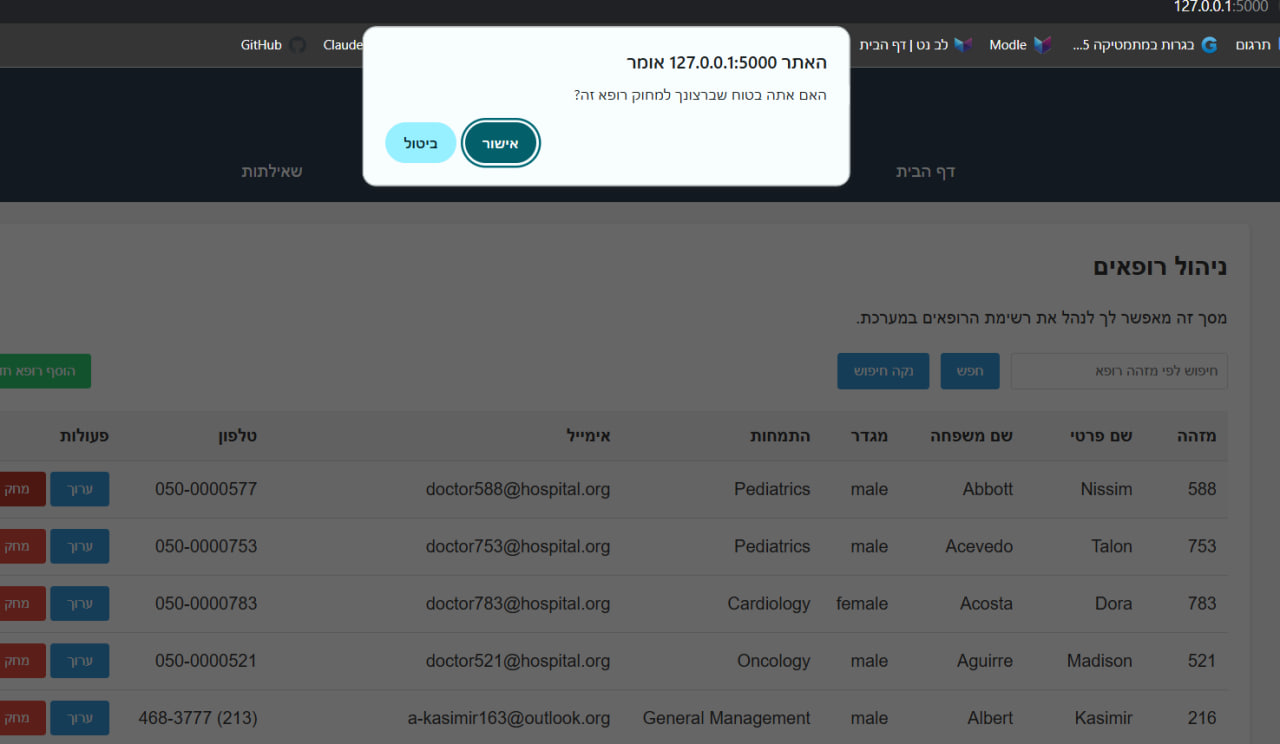 127.0.0.1:5000
תרגום
בגרות במתמטיקה 5...
Modle
לב נט | דף הבית
Claude
GitHub
האתר 127.0.0.1:5000 אומר
האם אתה בטוח שברצונך למחוק רופא זה?
אישור
ביטול
דף הבית
שאילתות
ניהול רופאים
מסך זה מאפשר לך לנהל את רשימת הרופאים במערכת.
חיפוש לפי מזהה רופא
חפש
נקה חיפוש
הוסף רופא
מזהה שם פרטי שם משפחה מגדר התמחות אימייל טלפון פעולות
588 Nissim Abbott male Pediatrics doctor588@hospital.org 050-0000577 ערוך מחק
753 Talon Acevedo male Pediatrics doctor753@hospital.org 050-0000753 ערוך מחק
783 Dora Acosta female Cardiology doctor783@hospital.org 050-0000783 ערוך מחק
521 Madison Aguirre male Oncology doctor521@hospital.org 050-0000521 ערוך מחק
216 Kasimir Albert male General Management a-kasimir163@outlook.org 468-3777 (213) ערוך מחק